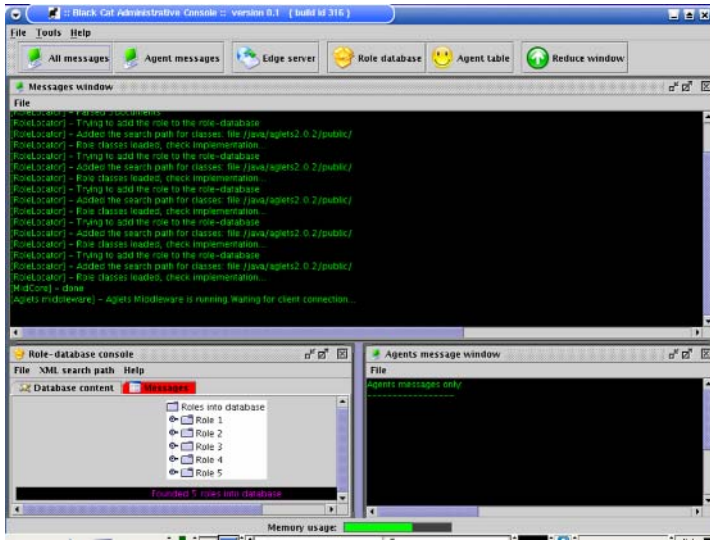 :: Black Cat Administrative Console :: version 0.1 ( build id 316 )
File Tools Help
All messages Agent messages Edge server Role database Agent table Reduce window
Messages window
File
[RoleLocator] - Parsed 5 documents
[RoleLocator] - Trying to add the role to the role-database
[RoleLocator] - Added the search path for classes: file /java/aglets2.0.2/public/
[RoleLocator] - Role classes loaded, check implementation...
[RoleLocator] - Trying to add the role to the role-database
[RoleLocator] - Added the search path for classes: file /java/aglets2.0.2/public/
[RoleLocator] - Role classes loaded, check implementation...
[RoleLocator] - Trying to add the role to the role-database
[RoleLocator] - Added the search path for classes: file /java/aglets2.0.2/public/
[RoleLocator] - Role classes loaded, check implementation...
[RoleLocator] - Trying to add the role to the role-database
[RoleLocator] - Added the search path for classes: file /java/aglets2.0.2/public/
[RoleLocator] - Role classes loaded, check implementation...
[RoleLocator] - Trying to add the role to the role-database
[RoleLocator] - Added the search path for classes: file /java/aglets2.0.2/public/
[RoleLocator] - Role classes loaded, check implementation...
[MidCore] - done
[Aglets middleware] - Aglets Middleware is running. Waiting for client connection...
Role-database console
File XML search path Help
Database content Messages
Roles into database
Role 1
Role 2
Role 3
Role 4
Role 5
Founded 5 roles into database
Agents message window
File
Agents messages only
------------------
Memory usage: